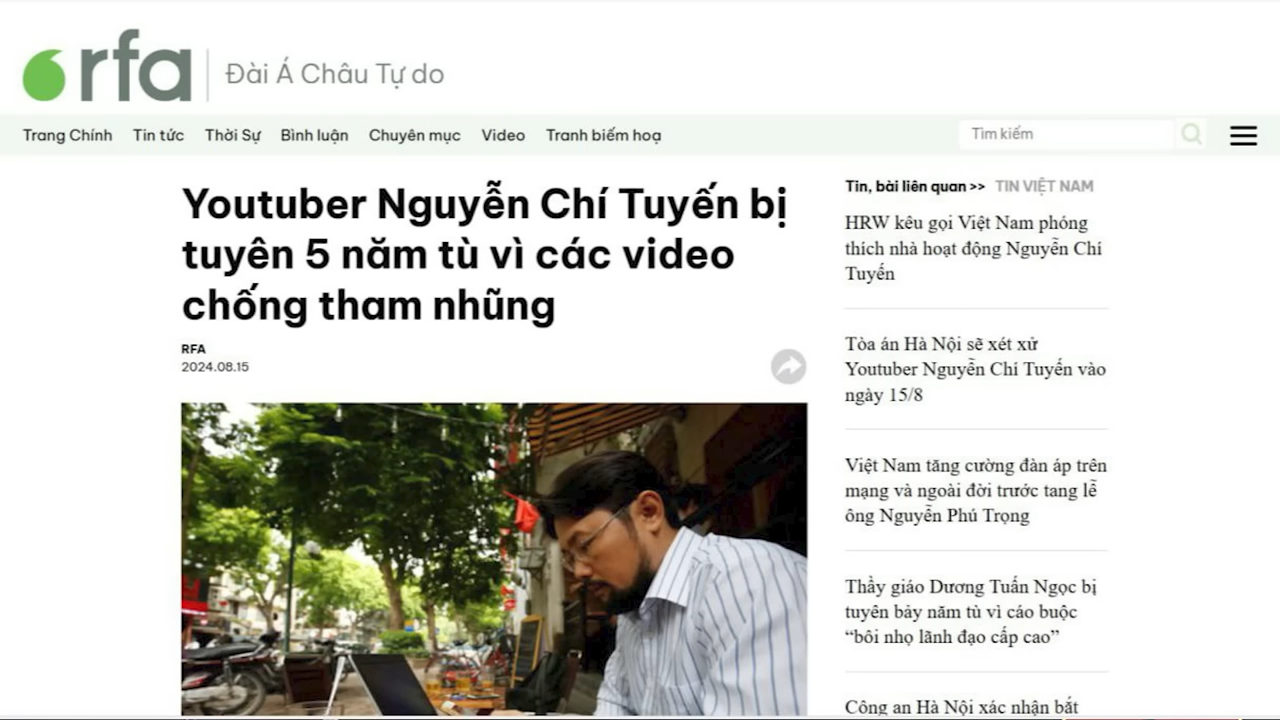 rfa
Đài Á Châu Tự do
Trang Chính Tin tức Thời Sự Bình luận Chuyên mục Video Tranh biếm hoạ
Tìm kiếm
Youtuber Nguyễn Chí Tuyến bị
tuyên 5 năm tù vì các video
chống tham nhũng
RFA
2024.08.15
Tin, bài liên quan >> TIN VIỆT NAM
HRW kêu gọi Việt Nam phóng
thích nhà hoạt động Nguyễn Chí
Tuyến
Tòa án Hà Nội sẽ xét xử
Youtuber Nguyễn Chí Tuyến vào
ngày 15/8
Việt Nam tăng cường đàn áp trên
mạng và ngoài đời trước tang lễ
ông Nguyễn Phú Trọng
Thầy giáo Dương Tuấn Ngọc bị
tuyên bảy năm tù vì cáo buộc
“bôi nhọ lãnh đạo cấp cao”
Công an Hà Nội xác nhận bắt